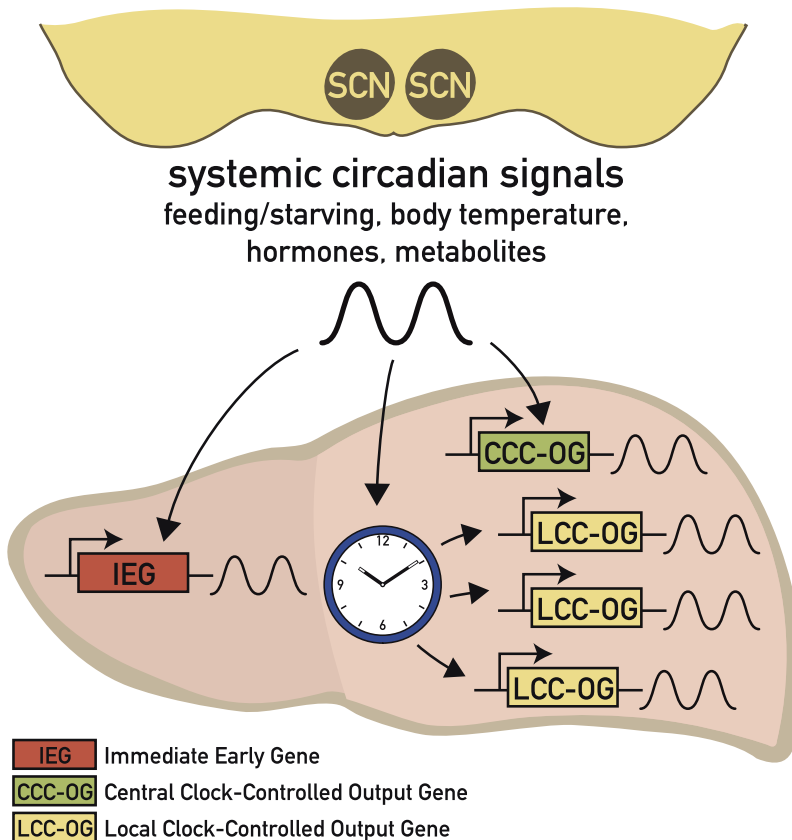 SCN SCN
systemic circadian signals
feeding/starving, body temperature,
hormones, metabolites
CCC-OG
LCC-OG
IEG
12
9 3
6
LCC-OG
LCC-OG
IEG Immediate Early Gene
CCC-OG Central Clock-Controlled Output Gene
LCC-OG Local Clock-Controlled Output Gene